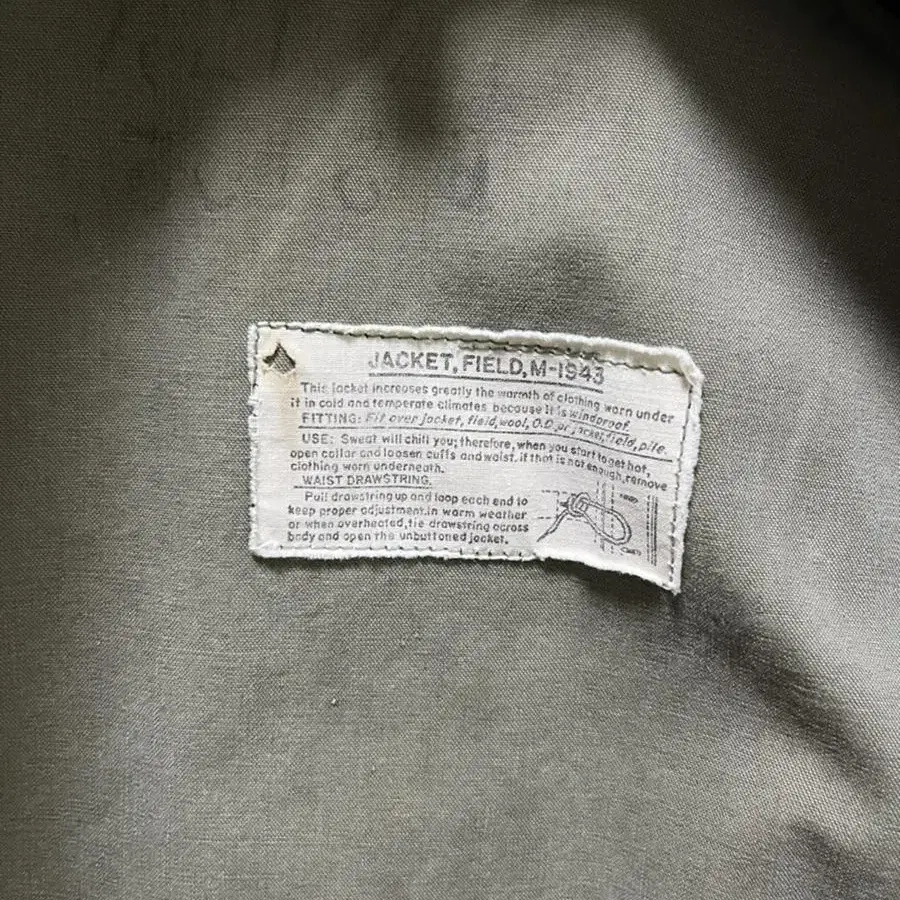 JACKET, FIELD, M-1943
This jacket increases greatly the warmth of clothing worn under
it in cold and temperate climates because it is windproof.
FITTING: Fit over jacket, field, wool, O.D. or jacket, field, pile.
USE: Sweat will chill you; therefore, when you start to get hot,
open collar and loosen cuffs and waist. if that is not enough, remove
clothing worn underneath.
WAIST DRAWSTRING.
Pull drawstring up and loop each end to
keep proper adjustment. in warm weather
or when overheated, tie drawstring across
body and open the unbuttoned jacket.